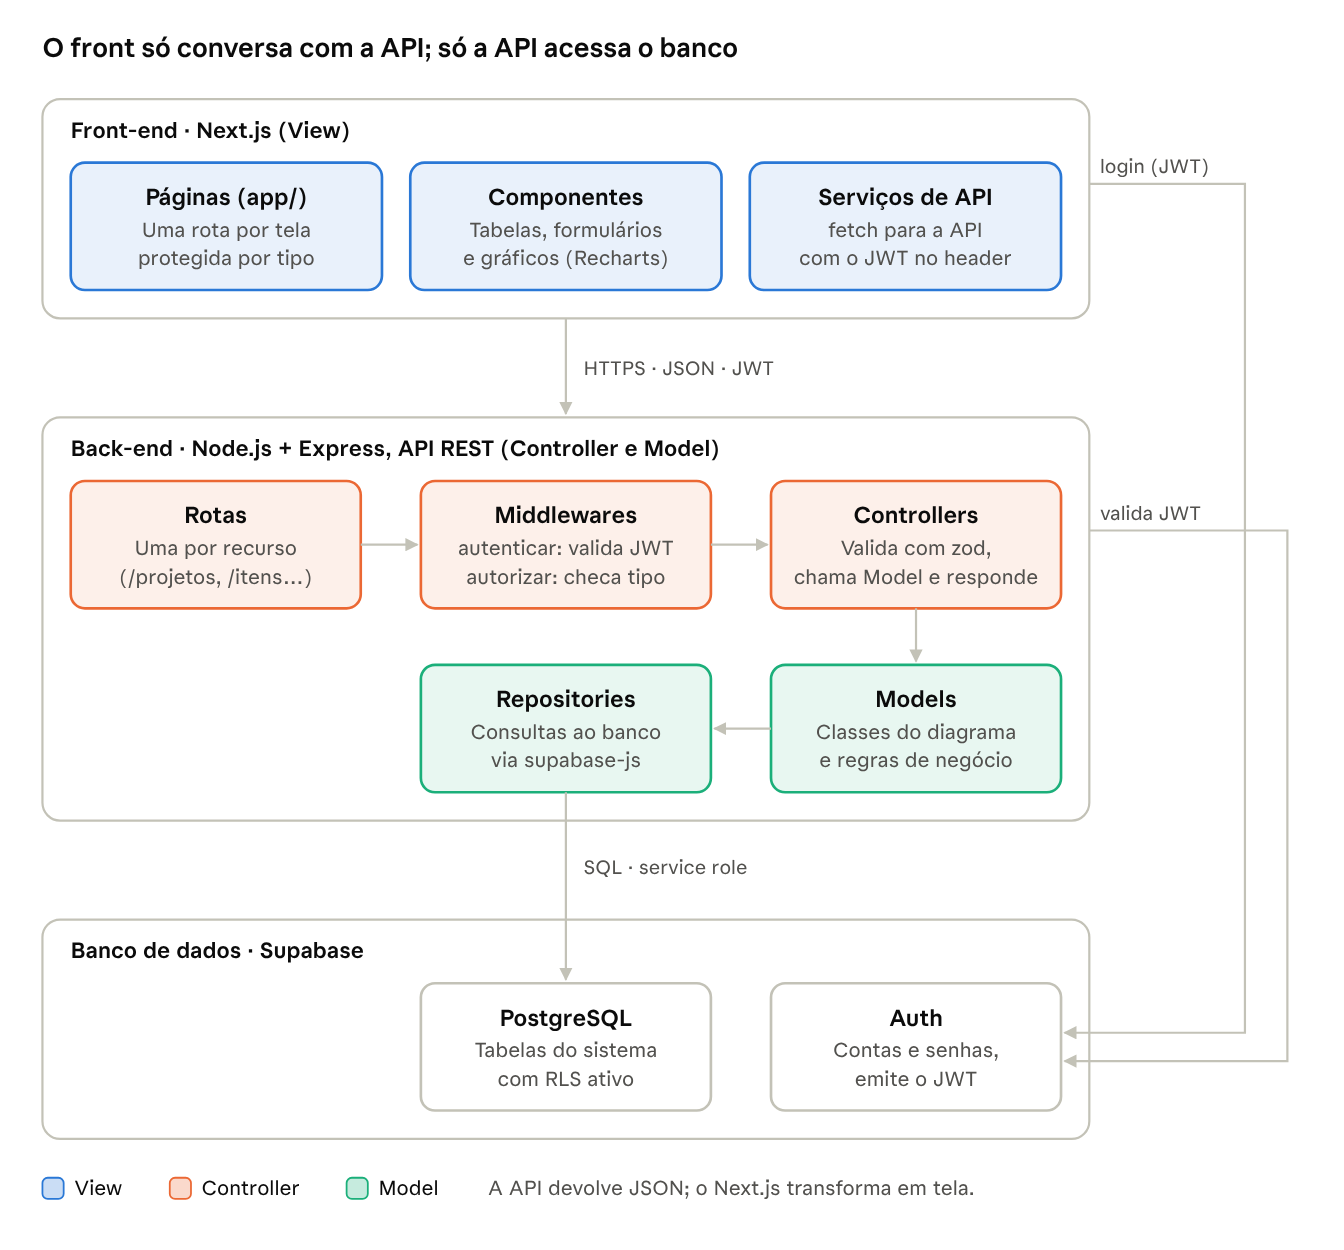 O front só conversa com a API; só a API acessa o banco
Front-end · Next.js (View)
login (JWT)
Páginas (app/)
Uma rota por tela
protegida por tipo
Componentes
Tabelas, formulários
e gráficos (Recharts)
Serviços de API
fetch para a API
com o JWT no header
HTTPS · JSON · JWT
Back-end · Node.js + Express, API REST (Controller e Model)
valida JWT
Rotas
Uma por recurso
(/projetos, /itens...)
Middlewares
autenticar: valida JWT
autorizar: checa tipo
Controllers
Valida com zod,
chama Model e responde
Repositories
Consultas ao banco
via supabase-js
Models
Classes do diagrama
e regras de negócio
SQL · service role
Banco de dados · Supabase
PostgreSQL
Tabelas do sistema
com RLS ativo
Auth
Contas e senhas,
emite o JWT
View
Controller
Model
A API devolve JSON; o Next.js transforma em tela.